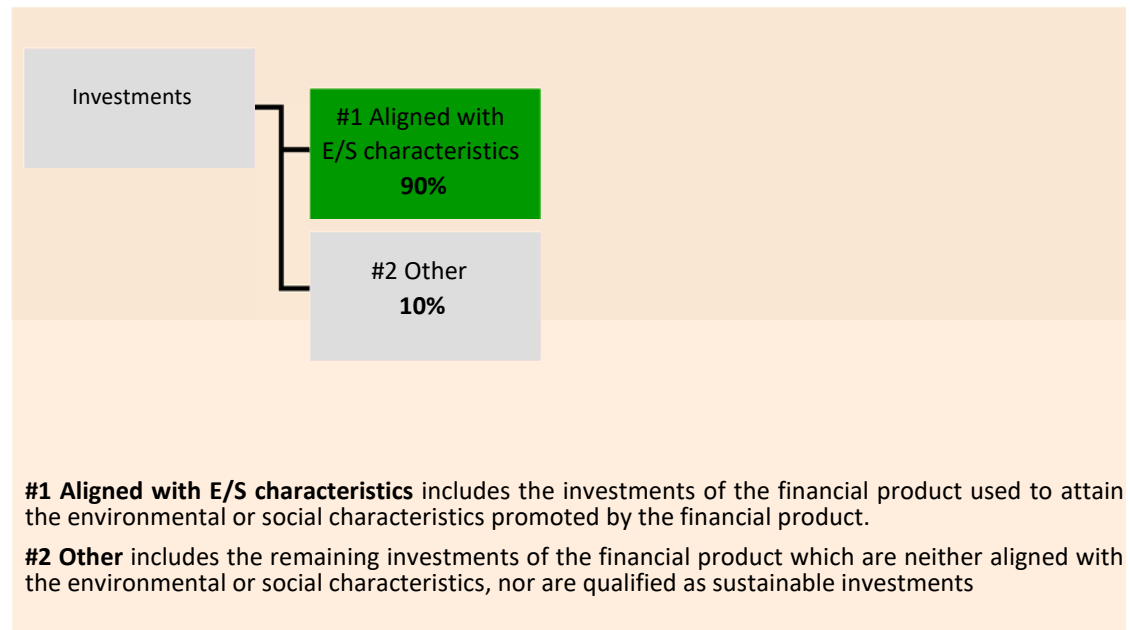 Investments
#1 Aligned with
E/S characteristics
90%
#2 Other
10%
#1 Aligned with E/S characteristics includes the investments of the financial product used to attain
the environmental or social characteristics promoted by the financial product.
#2 Other includes the remaining investments of the financial product which are neither aligned with
the environmental or social characteristics, nor are qualified as sustainable investments